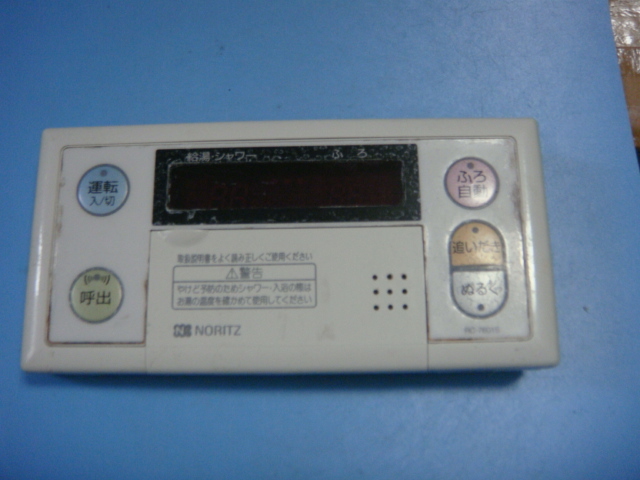 給湯・シャワー ふろ
運転
入/切
ふろ
自動
取扱説明書をよく読み正しくご使用ください
⚠警告
やけど予防のためシャワー・入浴の際は
お湯の温度を確かめて使用してください
追いだき
呼出
ぬるく
NORITZ